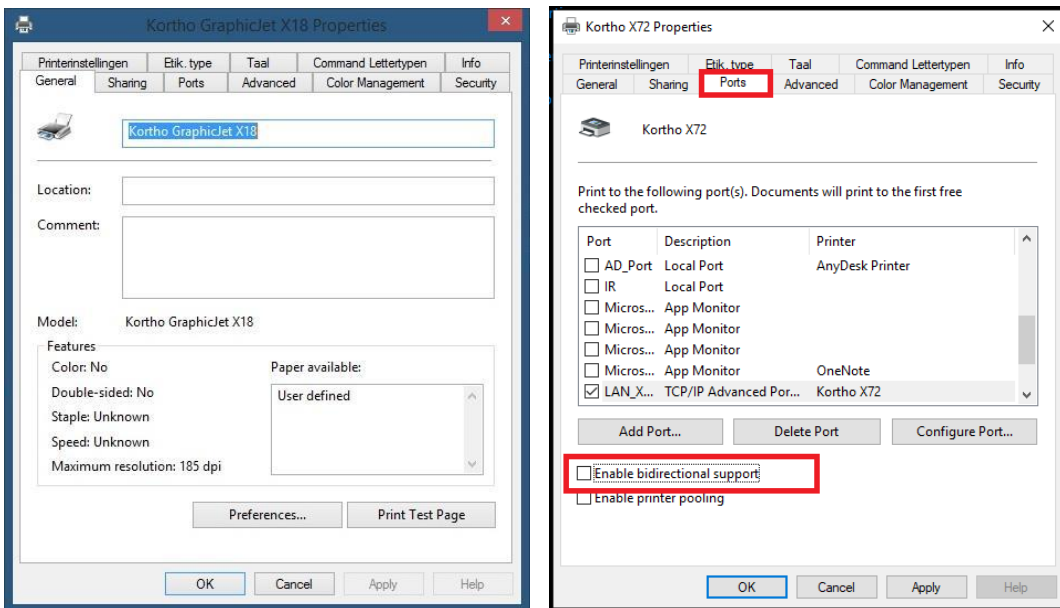 Kortho GraphicJet X18 Properties
Printerinstellingen Etik. type Taal Command Lettertypen Info
General Sharing Ports Advanced Color Management Security
Kortho GraphicJet X18
Location:
Comment:
Model: Kortho GraphicJet X18
Features
Color: No Paper available:
Double-sided: No User defined
Staple: Unknown
Speed: Unknown
Maximum resolution: 185 dpi
Preferences... Print Test Page
OK Cancel Apply Help
Kortho X72 Properties
Printerinstellingen Etik. type Taal Command Lettertypen Info
General Sharing Ports Advanced Color Management Security
Kortho X72
Print to the following port(s). Documents will print to the first free
checked port.
Port Description Printer
AD_Port Local Port AnyDesk Printer
IR Local Port
Micros... App Monitor
Micros... App Monitor
Micros... App Monitor
Micros... App Monitor OneNote
LAN_X... TCP/IP Advanced Por... Kortho X72
Add Port... Delete Port Configure Port...
Enable bidirectional support
Enable printer pooling
OK Cancel Apply Help